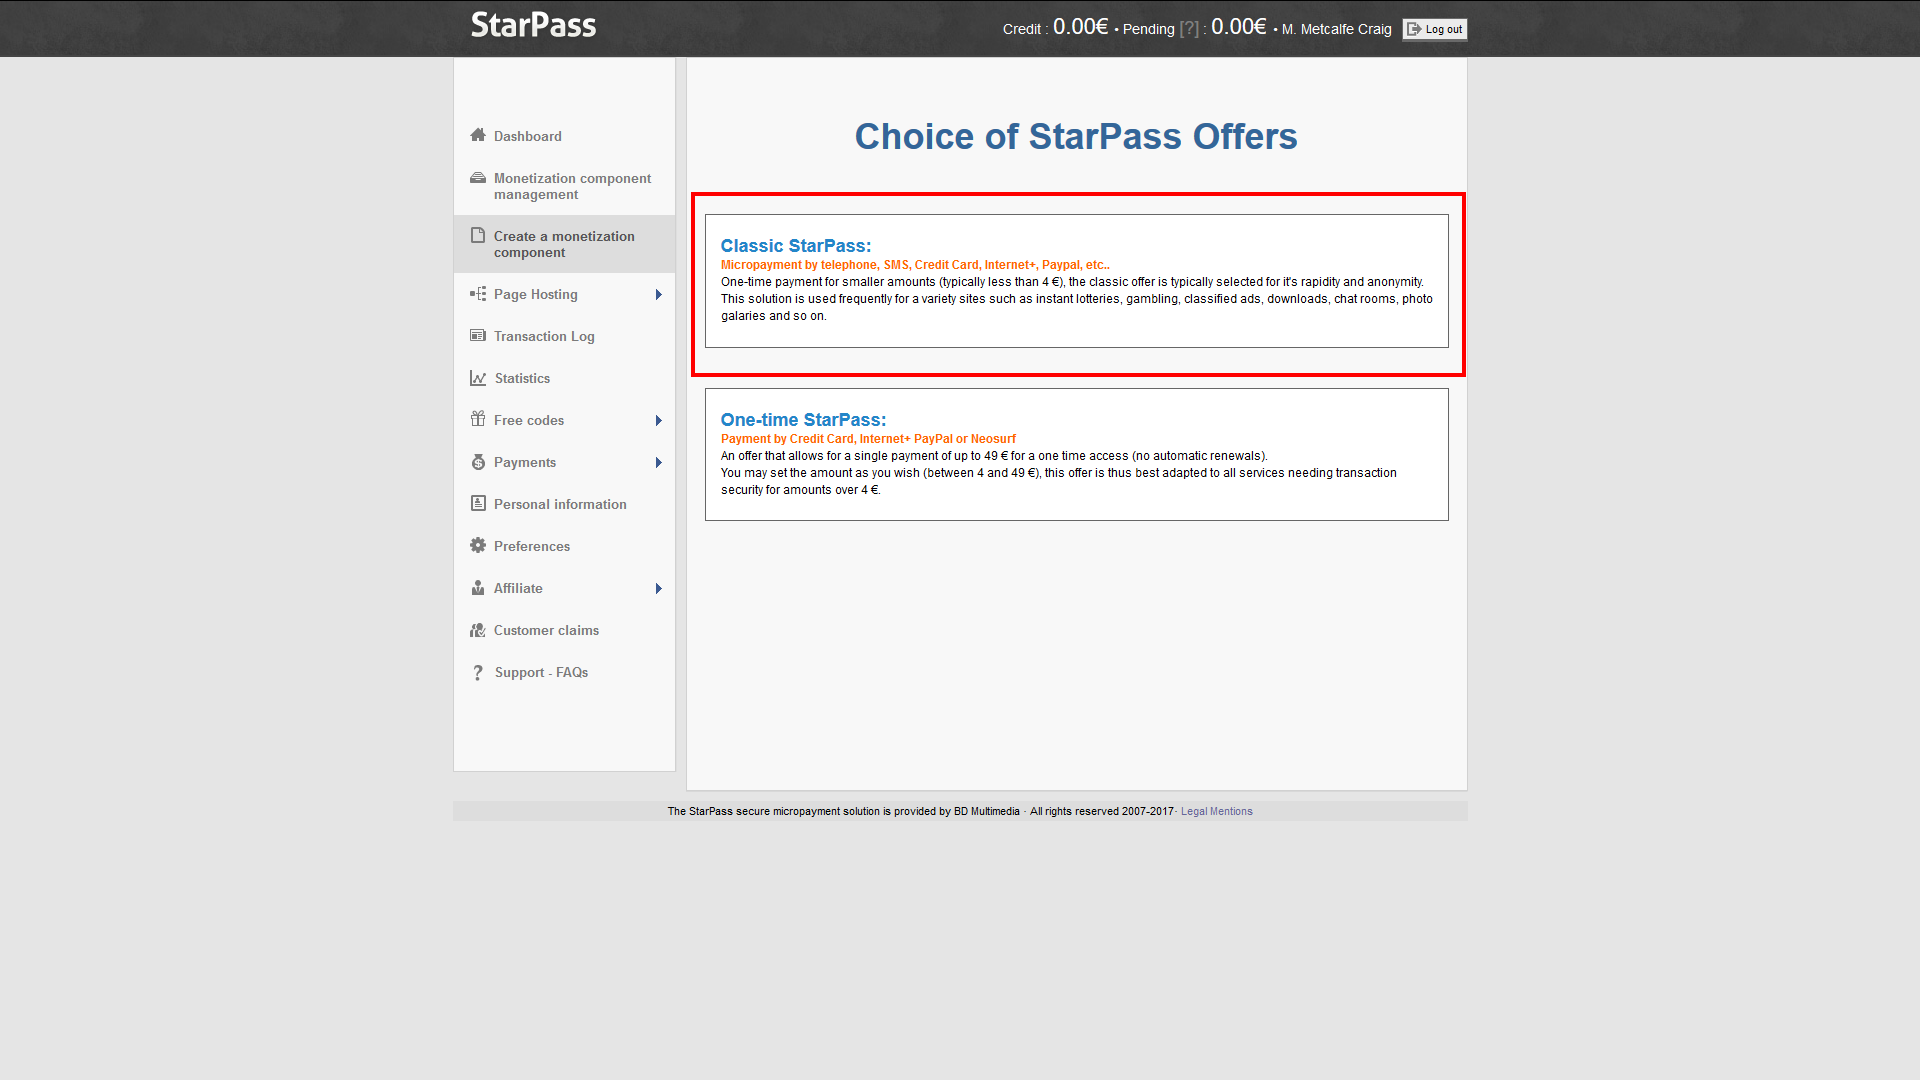 StarPass
Credit : 0.00€ • Pending [?] : 0.00€ • M. Metcalfe Craig
Log out
Dashboard
Monetization component
management
Create a monetization
component
Page Hosting
Transaction Log
Statistics
Free codes
Payments
Personal information
Preferences
Affiliate
Customer claims
Support - FAQs
Choice of StarPass Offers
Classic StarPass:
Micropayment by telephone, SMS, Credit Card, Internet+, Paypal, etc..
One-time payment for smaller amounts (typically less than 4 €), the classic offer is typically selected for it's rapidity and anonymity.
This solution is used frequently for a variety sites such as instant lotteries, gambling, classified ads, downloads, chat rooms, photo
galaries and so on.
One-time StarPass:
Payment by Credit Card, Internet+ PayPal or Neosurf
An offer that allows for a single payment of up to 49 € for a one time access (no automatic renewals).
You may set the amount as you wish (between 4 and 49 €), this offer is thus best adapted to all services needing transaction
security for amounts over 4 €.
The StarPass secure micropayment solution is provided by BD Multimedia · All rights reserved 2007-2017· Legal Mentions